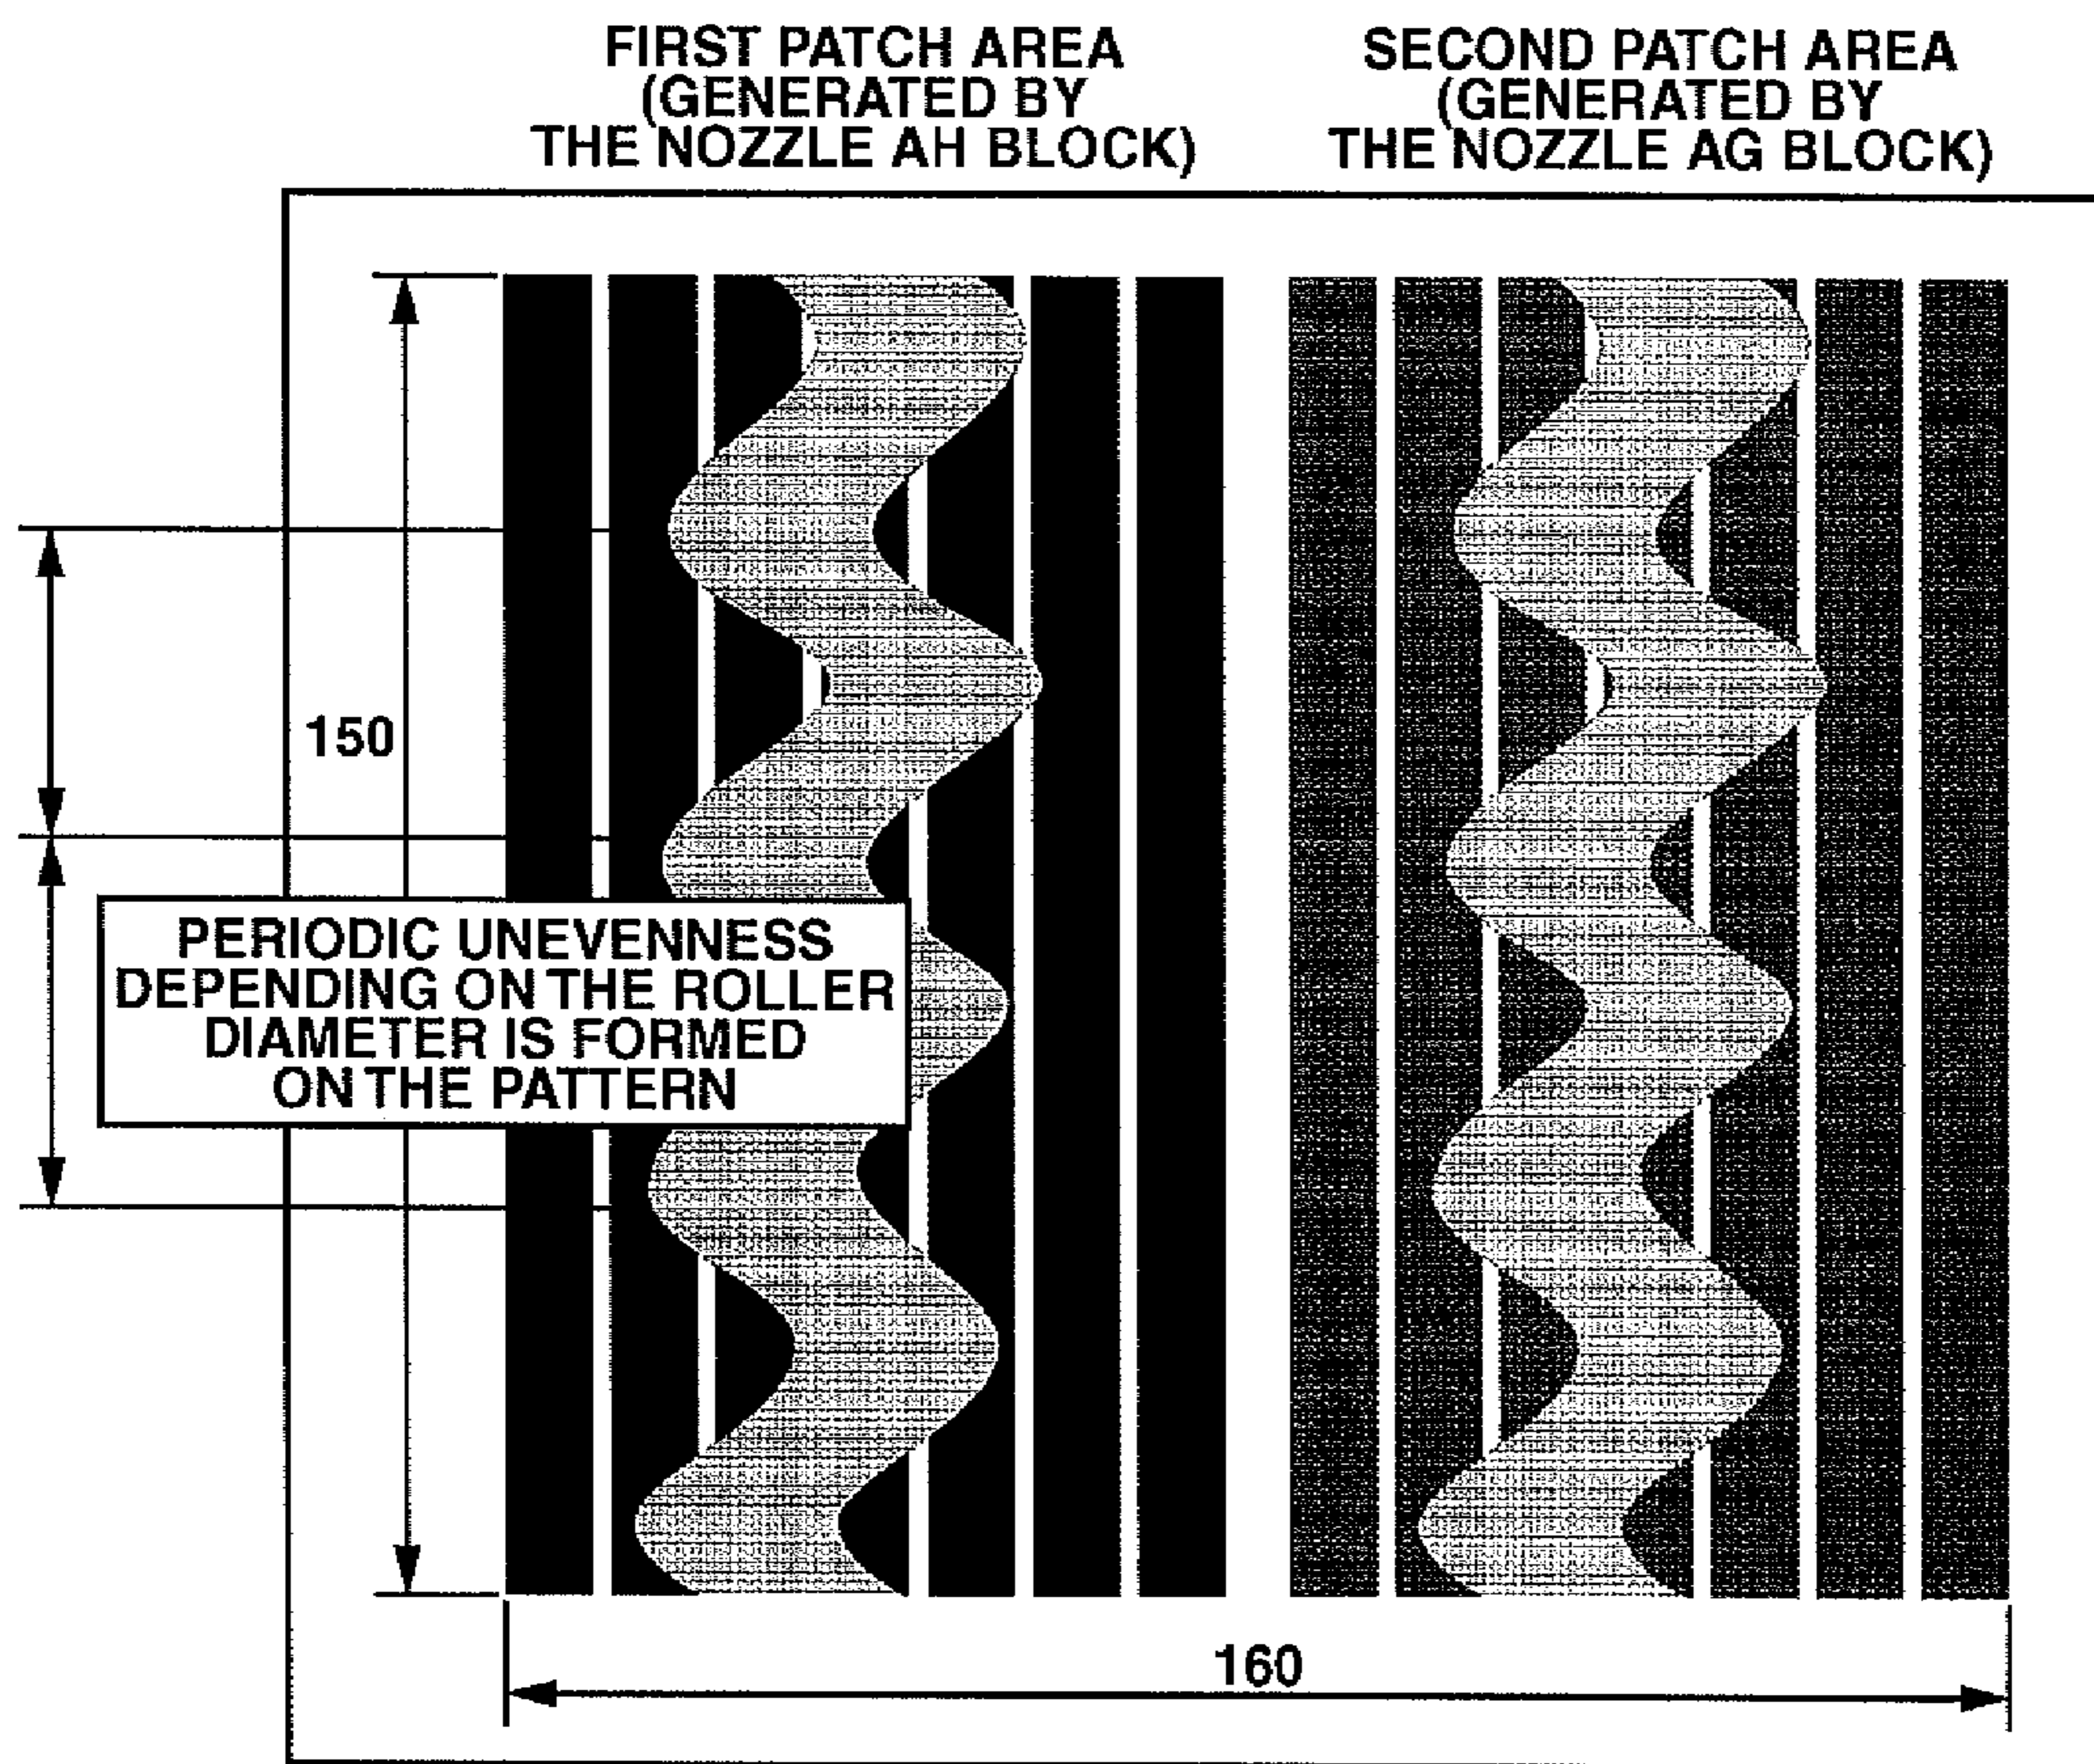 FIRST PATCH AREA
(GENERATED BY
THE NOZZLE AH BLOCK)
SECOND PATCH AREA
(GENERATED BY
THE NOZZLE AG BLOCK)
150
PERIODIC UNEVENNESS
DEPENDING ON THE ROLLER
DIAMETER IS FORMED
ON THE PATTERN
160